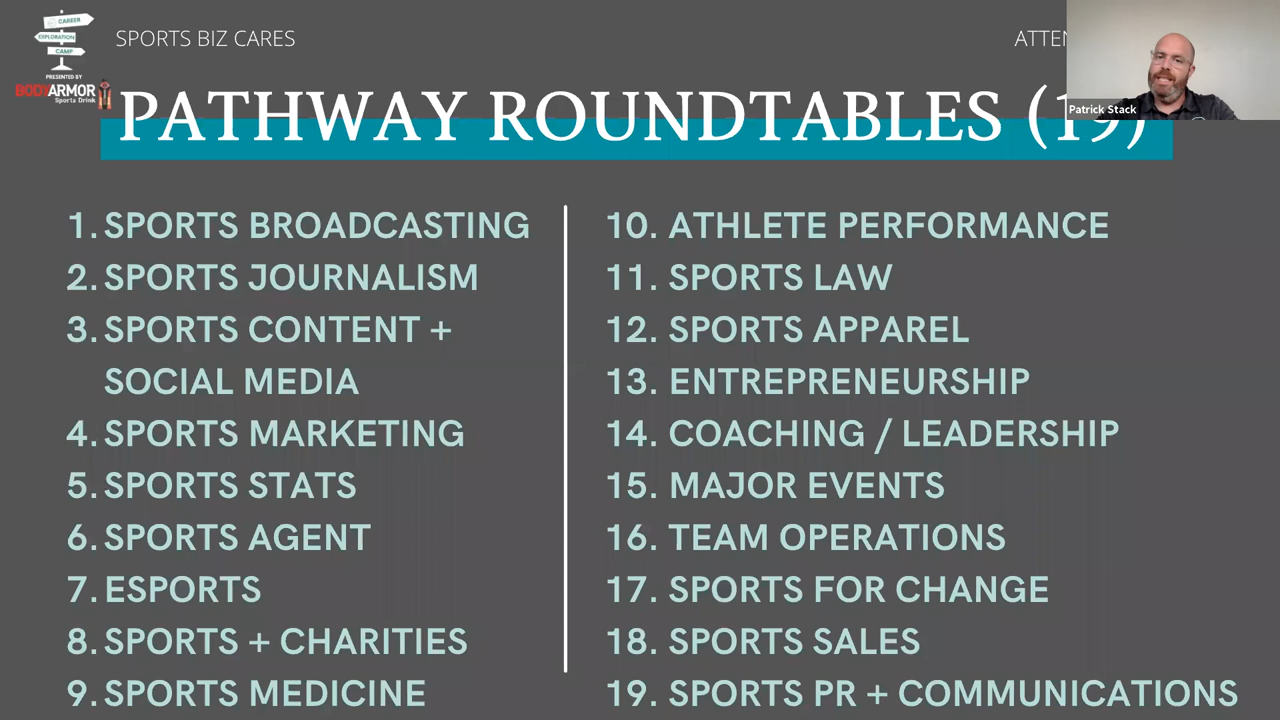 CAREER
EXPLORATION
CAMP
PRESENTED BY
BODYARMOR
Sports Drink
SPORTS BIZ CARES
Patrick Stack
PATHWAY ROUNDTABLES (19)
1. SPORTS BROADCASTING
2. SPORTS JOURNALISM
3. SPORTS CONTENT +
SOCIAL MEDIA
4. SPORTS MARKETING
5. SPORTS STATS
6. SPORTS AGENT
7. ESPORTS
8. SPORTS + CHARITIES
9. SPORTS MEDICINE
10. ATHLETE PERFORMANCE
11. SPORTS LAW
12. SPORTS APPAREL
13. ENTREPRENEURSHIP
14. COACHING / LEADERSHIP
15. MAJOR EVENTS
16. TEAM OPERATIONS
17. SPORTS FOR CHANGE
18. SPORTS SALES
19. SPORTS PR + COMMUNICATIONS